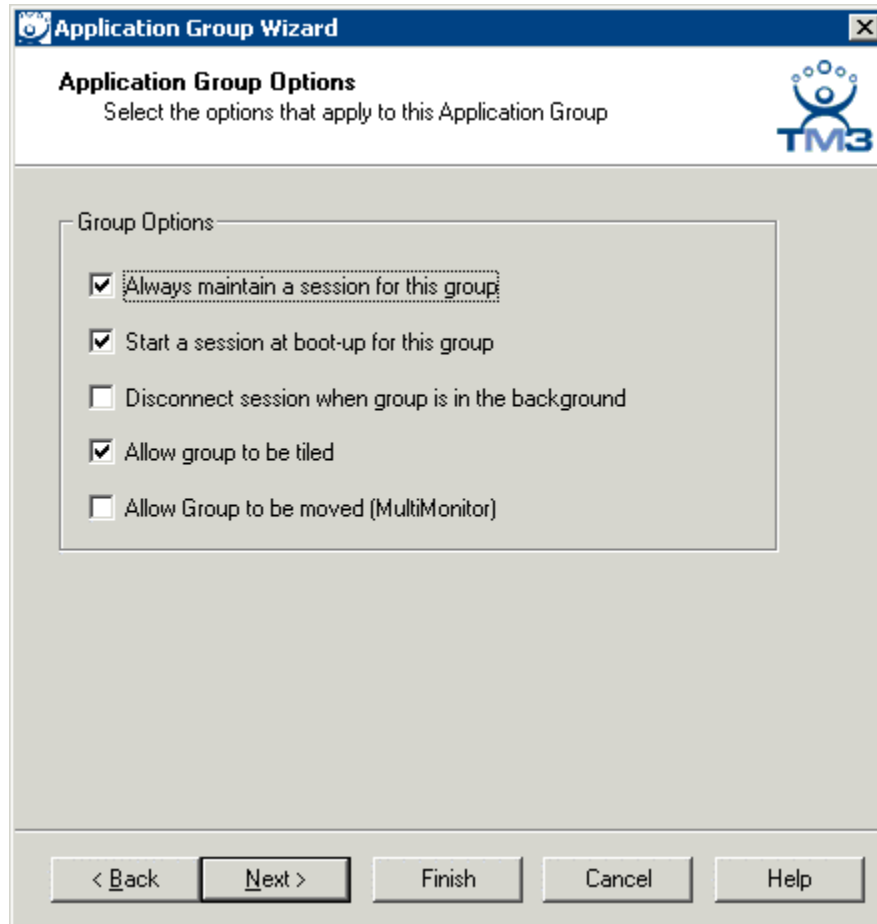 Application Group Wizard
Application Group Options
Select the options that apply to this Application Group
TM3
Group Options
Always maintain a session for this group
Start a session at boot-up for this group
Disconnect session when group is in the background
Allow group to be tiled
Allow Group to be moved (MultiMonitor)
< Back Next > Finish Cancel Help